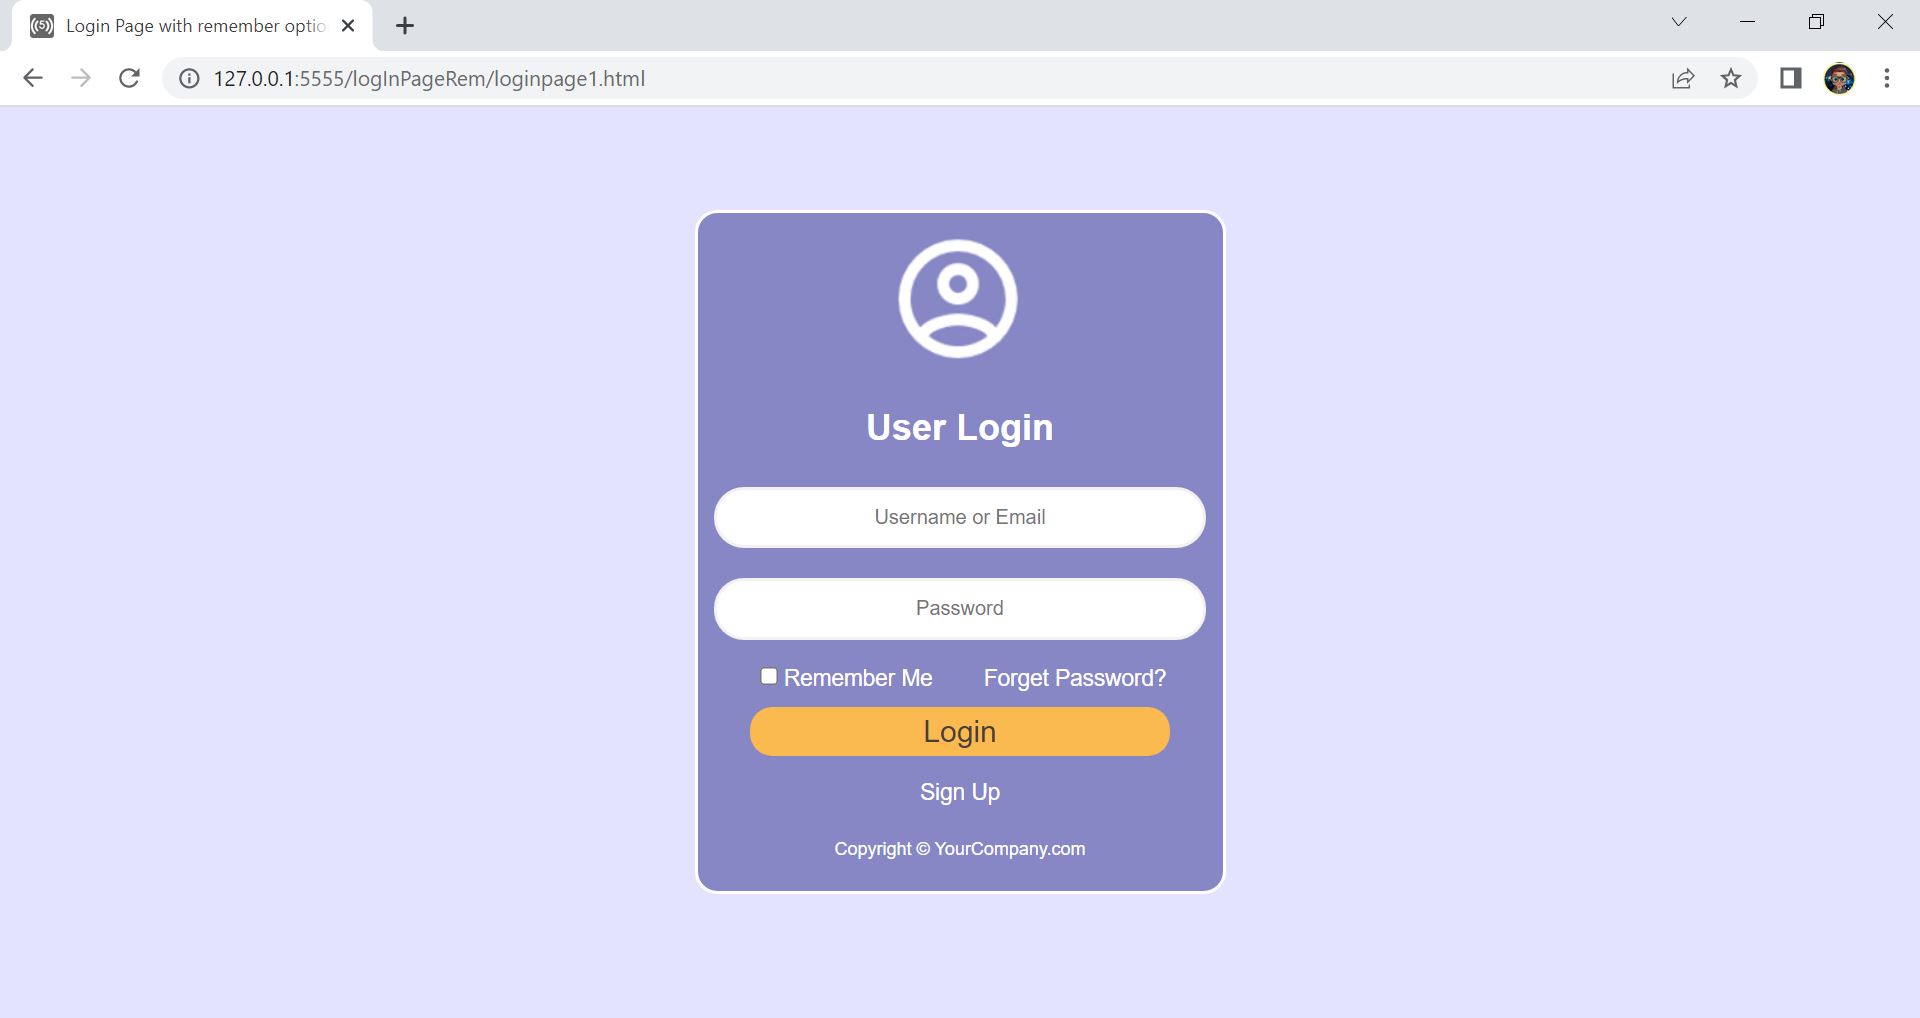 Login Page with remember optio
127.0.0.1:5555/logInPageRem/loginpage1.html
User Login
Username or Email
Password
Remember Me Forget Password?
Login
Sign Up
Copyright © YourCompany.com